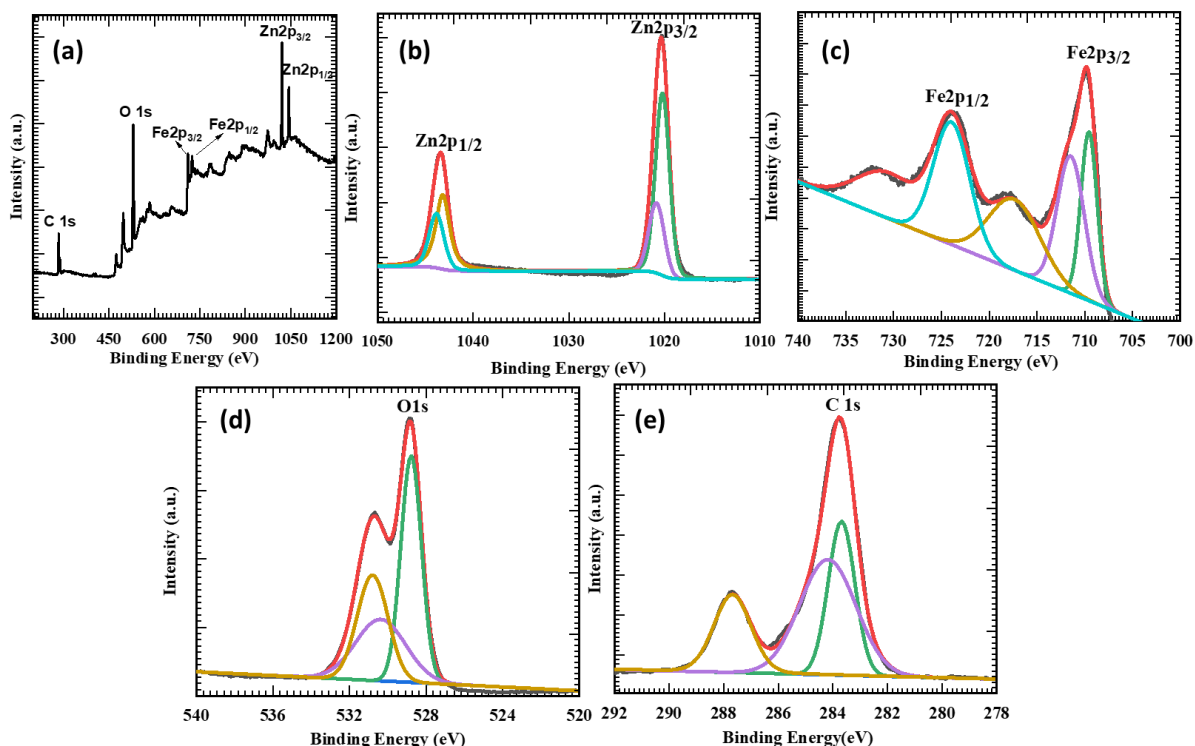 (a)
Zn2p3/2
Zn2p1/2
O 1s
Fe2p3/2
Fe2p1/2
C 1s
Intensity (a.u.)
300 450 600 750 900 1050 1200
Binding Energy (eV)
(b)
Zn2p3/2
Zn2p1/2
Intensity (a.u.)
1050 1040 1030 1020 1010
Binding Energy (eV)
(c)
Fe2p3/2
Fe2p1/2
Intensity (a.u.)
740 735 729 724 719 715 710 705 700
Binding Energy (eV)
(d)
O1s
Intensity (a.u.)
540 536 532 528 524 520
Binding Energy (eV)
(e)
C 1s
Intensity (a.u.)
292 290 288 286 284 282 280 278
Binding Energy(eV)